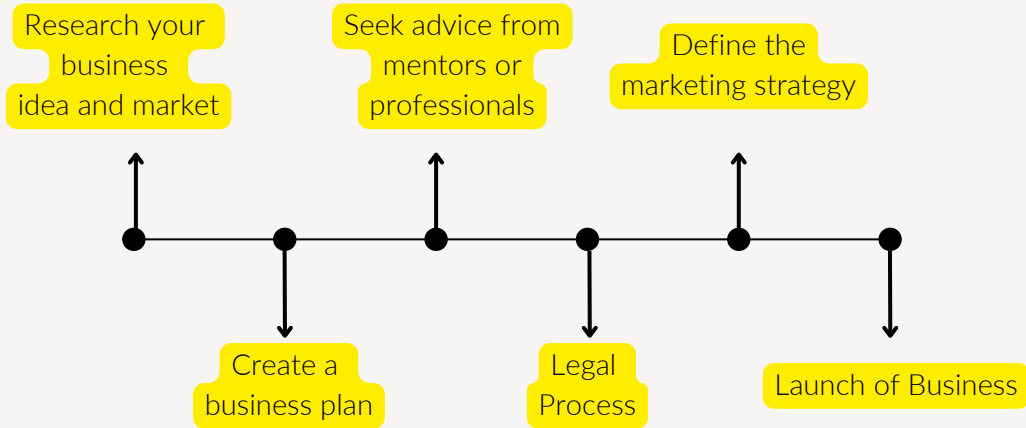 Research your
business
idea and market
Seek advice from
mentors or
professionals
Define the
marketing strategy
Create a
business plan
Legal
Process
Launch of Business